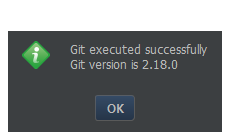 Git executed successfully
Git version is 2.18.0
OK